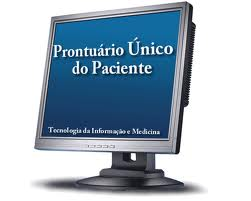 Prontuário Único
do Paciente
Tecnologia da Informação e Medicina